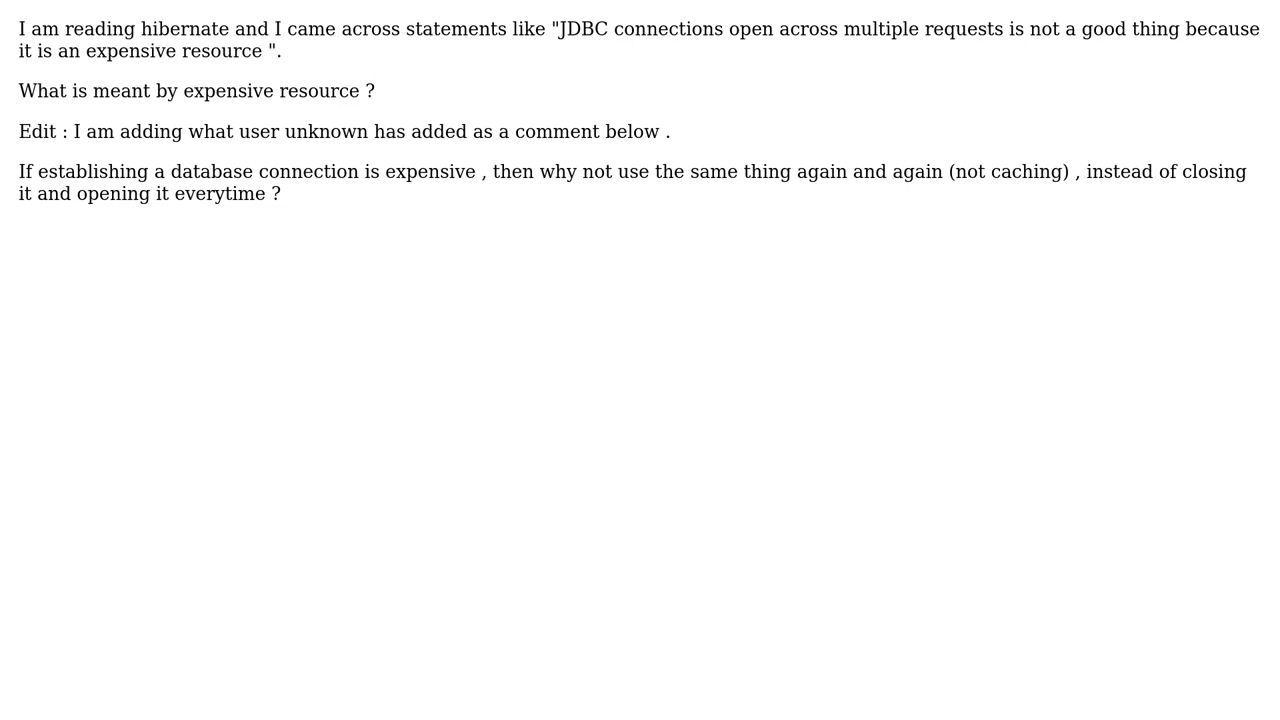 I am reading hibernate and I came across statements like "JDBC connections open across multiple requests is not a good thing because
it is an expensive resource ".
What is meant by expensive resource ?
Edit : I am adding what user unknown has added as a comment below .
If establishing a database connection is expensive , then why not use the same thing again and again (not caching) , instead of closing
it and opening it everytime ?